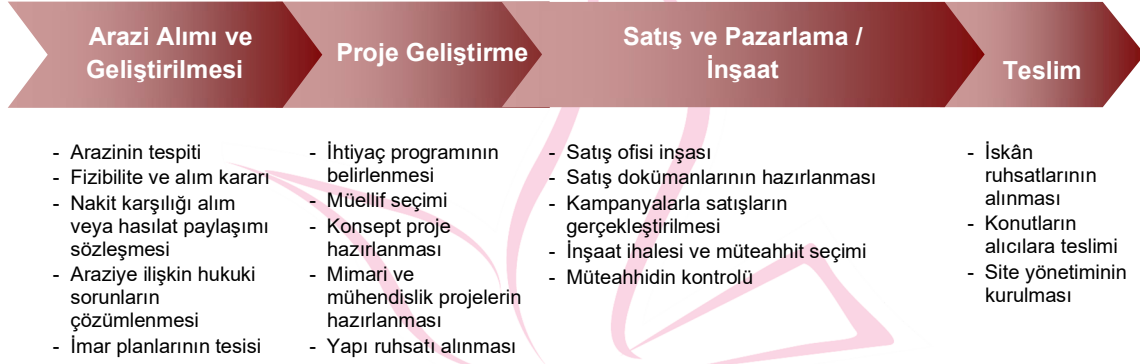 Arazi Alımı ve
Geliştirilmesi
- Arazinin tespiti
- Fizibilite ve alım kararı
- Nakit karşılığı alım
veya hasılat paylaşımı
sözleşmesi
- Araziye ilişkin hukuki
sorunların
çözümlenmesi
- İmar planlarının tesisi
Proje Geliştirme
- İhtiyaç programının
belirlenmesi
- Müellif seçimi
- Konsept proje
hazırlanması
- Mimari ve
mühendislik projelerin
hazırlanması
- Yapı ruhsatı alınması
Satış ve Pazarlama /
İnşaat
- Satış ofisi inşası
- Satış dokümanlarının hazırlanması
- Kampanyalarla satışların
gerçekleştirilmesi
- İnşaat ihalesi ve müteahhit seçimi
- Müteahhidin kontrolü
Teslim
- İskân
ruhsatlarının
alınması
- Konutların
alıcılara teslimi
- Site yönetiminin
kurulması